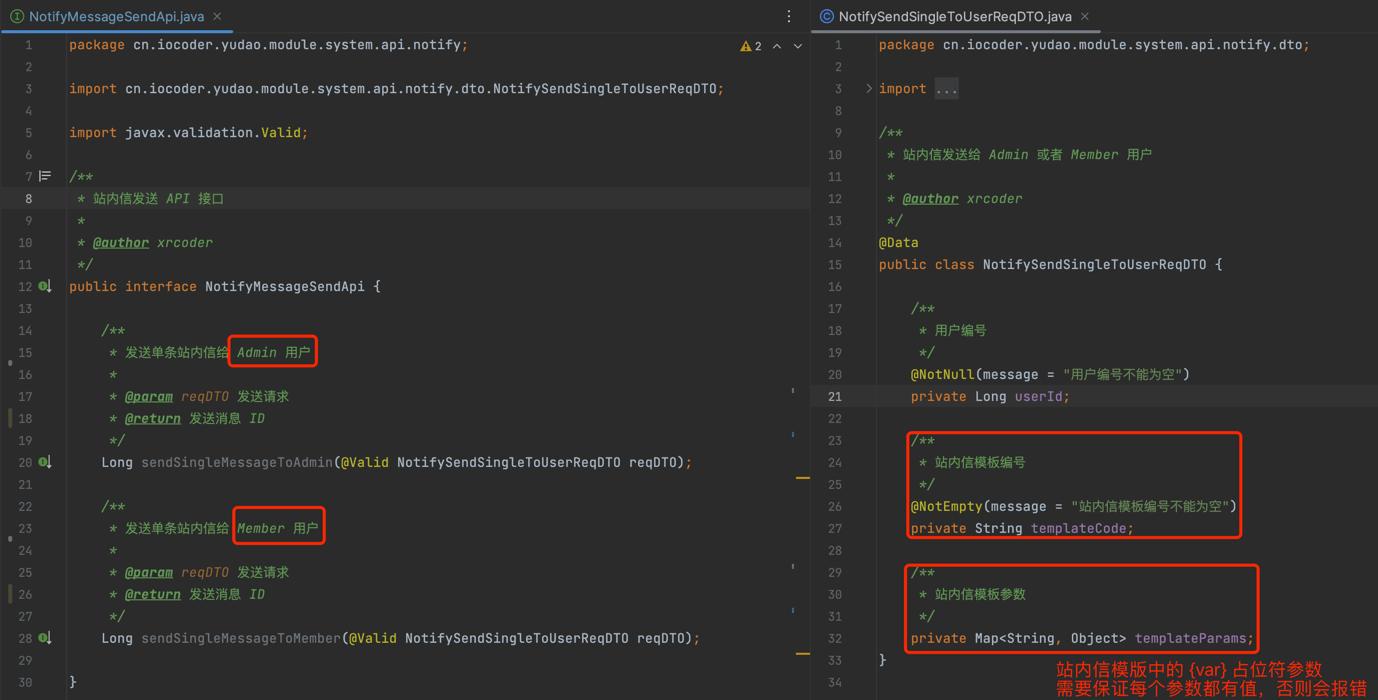 NotifyMessageSendApi.java
1 package cn.iocoder.yudao.module.system.api.notify;
2
3 import cn.iocoder.yudao.module.system.api.notify.dto.NotifySendSingleToUserReqDTO;
4
5 import javax.validation.Valid;
6
7 /**
8 * 站内信发送 API 接口
9 *
10 * @author xrcoder
11 */
12 public interface NotifyMessageSendApi {
13
14 /**
15 * 发送单条站内信给 Admin 用户
16 *
17 * @param reqDTO 发送请求
18 * @return 发送消息 ID
19 */
20 Long sendSingleMessageToAdmin(@Valid NotifySendSingleToUserReqDTO reqDTO);
21
22 /**
23 * 发送单条站内信给 Member 用户
24 *
25 * @param reqDTO 发送请求
26 * @return 发送消息 ID
27 */
28 Long sendSingleMessageToMember(@Valid NotifySendSingleToUserReqDTO reqDTO);
29
30 }
2
NotifySendSingleToUserReqDTO.java
1 package cn.iocoder.yudao.module.system.api.notify.dto;
2
3 import ...
8
9 /**
10 * 站内信发送给 Admin 或者 Member 用户
11 *
12 * @author xrcoder
13 */
14 @Data
15 public class NotifySendSingleToUserReqDTO {
16
17 /**
18 * 用户编号
19 */
20 @NotNull(message = "用户编号不能为空")
21 private Long userId;
22
23 /**
24 * 站内信模板编号
25 */
26 @NotEmpty(message = "站内信模板编号不能为空")
27 private String templateCode;
28
29 /**
30 * 站内信模板参数
31 */
32 private Map<String, Object> templateParams;
33 }
34
站内信模版中的 {var} 占位符参数
需要保证每个参数都有值，否则会报错